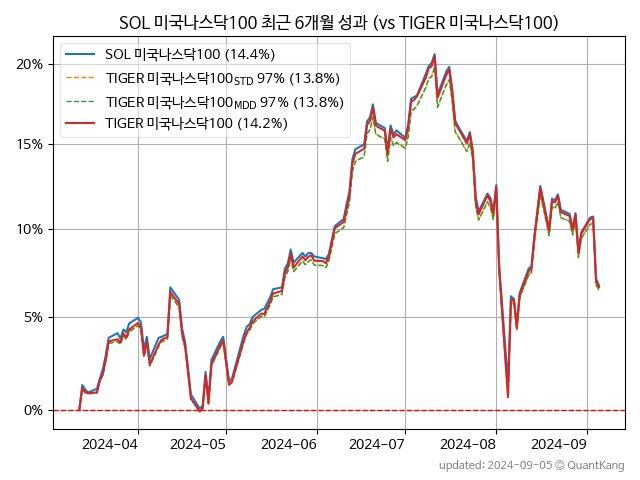 SOL 미국나스닥100 최근 6개월 성과 (vs TIGER 미국나스닥100)
SOL 미국나스닥100 (14.4%)
TIGER 미국나스닥100STD 97% (13.8%)
TIGER 미국나스닥100MDD 97% (13.8%)
TIGER 미국나스닥100 (14.2%)
20%
15%
10%
5%
0%
2024-04 2024-05 2024-06 2024-07 2024-08 2024-09
updated: 2024-09-05 © QuantKang